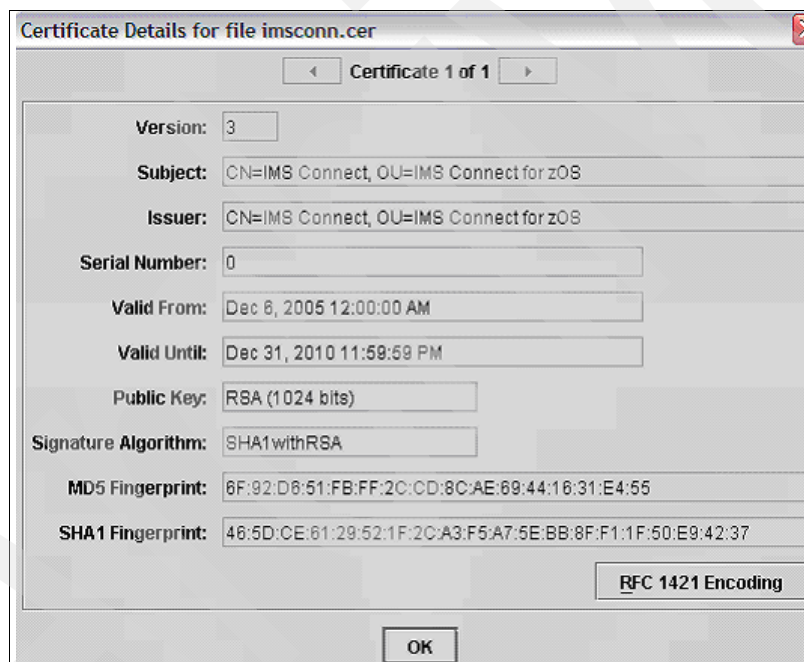 Certificate Details for file imsconn.cer
Certificate 1 of 1
Version: 3
Subject: CN=IMS Connect, OU=IMS Connect for zOS
Issuer: CN=IMS Connect, OU=IMS Connect for zOS
Serial Number: 0
Valid From: Dec 6, 2005 12:00:00 AM
Valid Until: Dec 31, 2010 11:59:59 PM
Public Key: RSA (1024 bits)
Signature Algorithm: SHA1withRSA
MD5 Fingerprint: 6F:92:D6:51:FB:FF:2C:CD:8C:AE:69:44:16:31:E4:55
SHA1 Fingerprint: 46:5D:CE:61:29:52:1F:2C:A3:F5:A7:5E:BB:8F:F1:1F:50:E9:42:37
RFC 1421 Encoding
OK